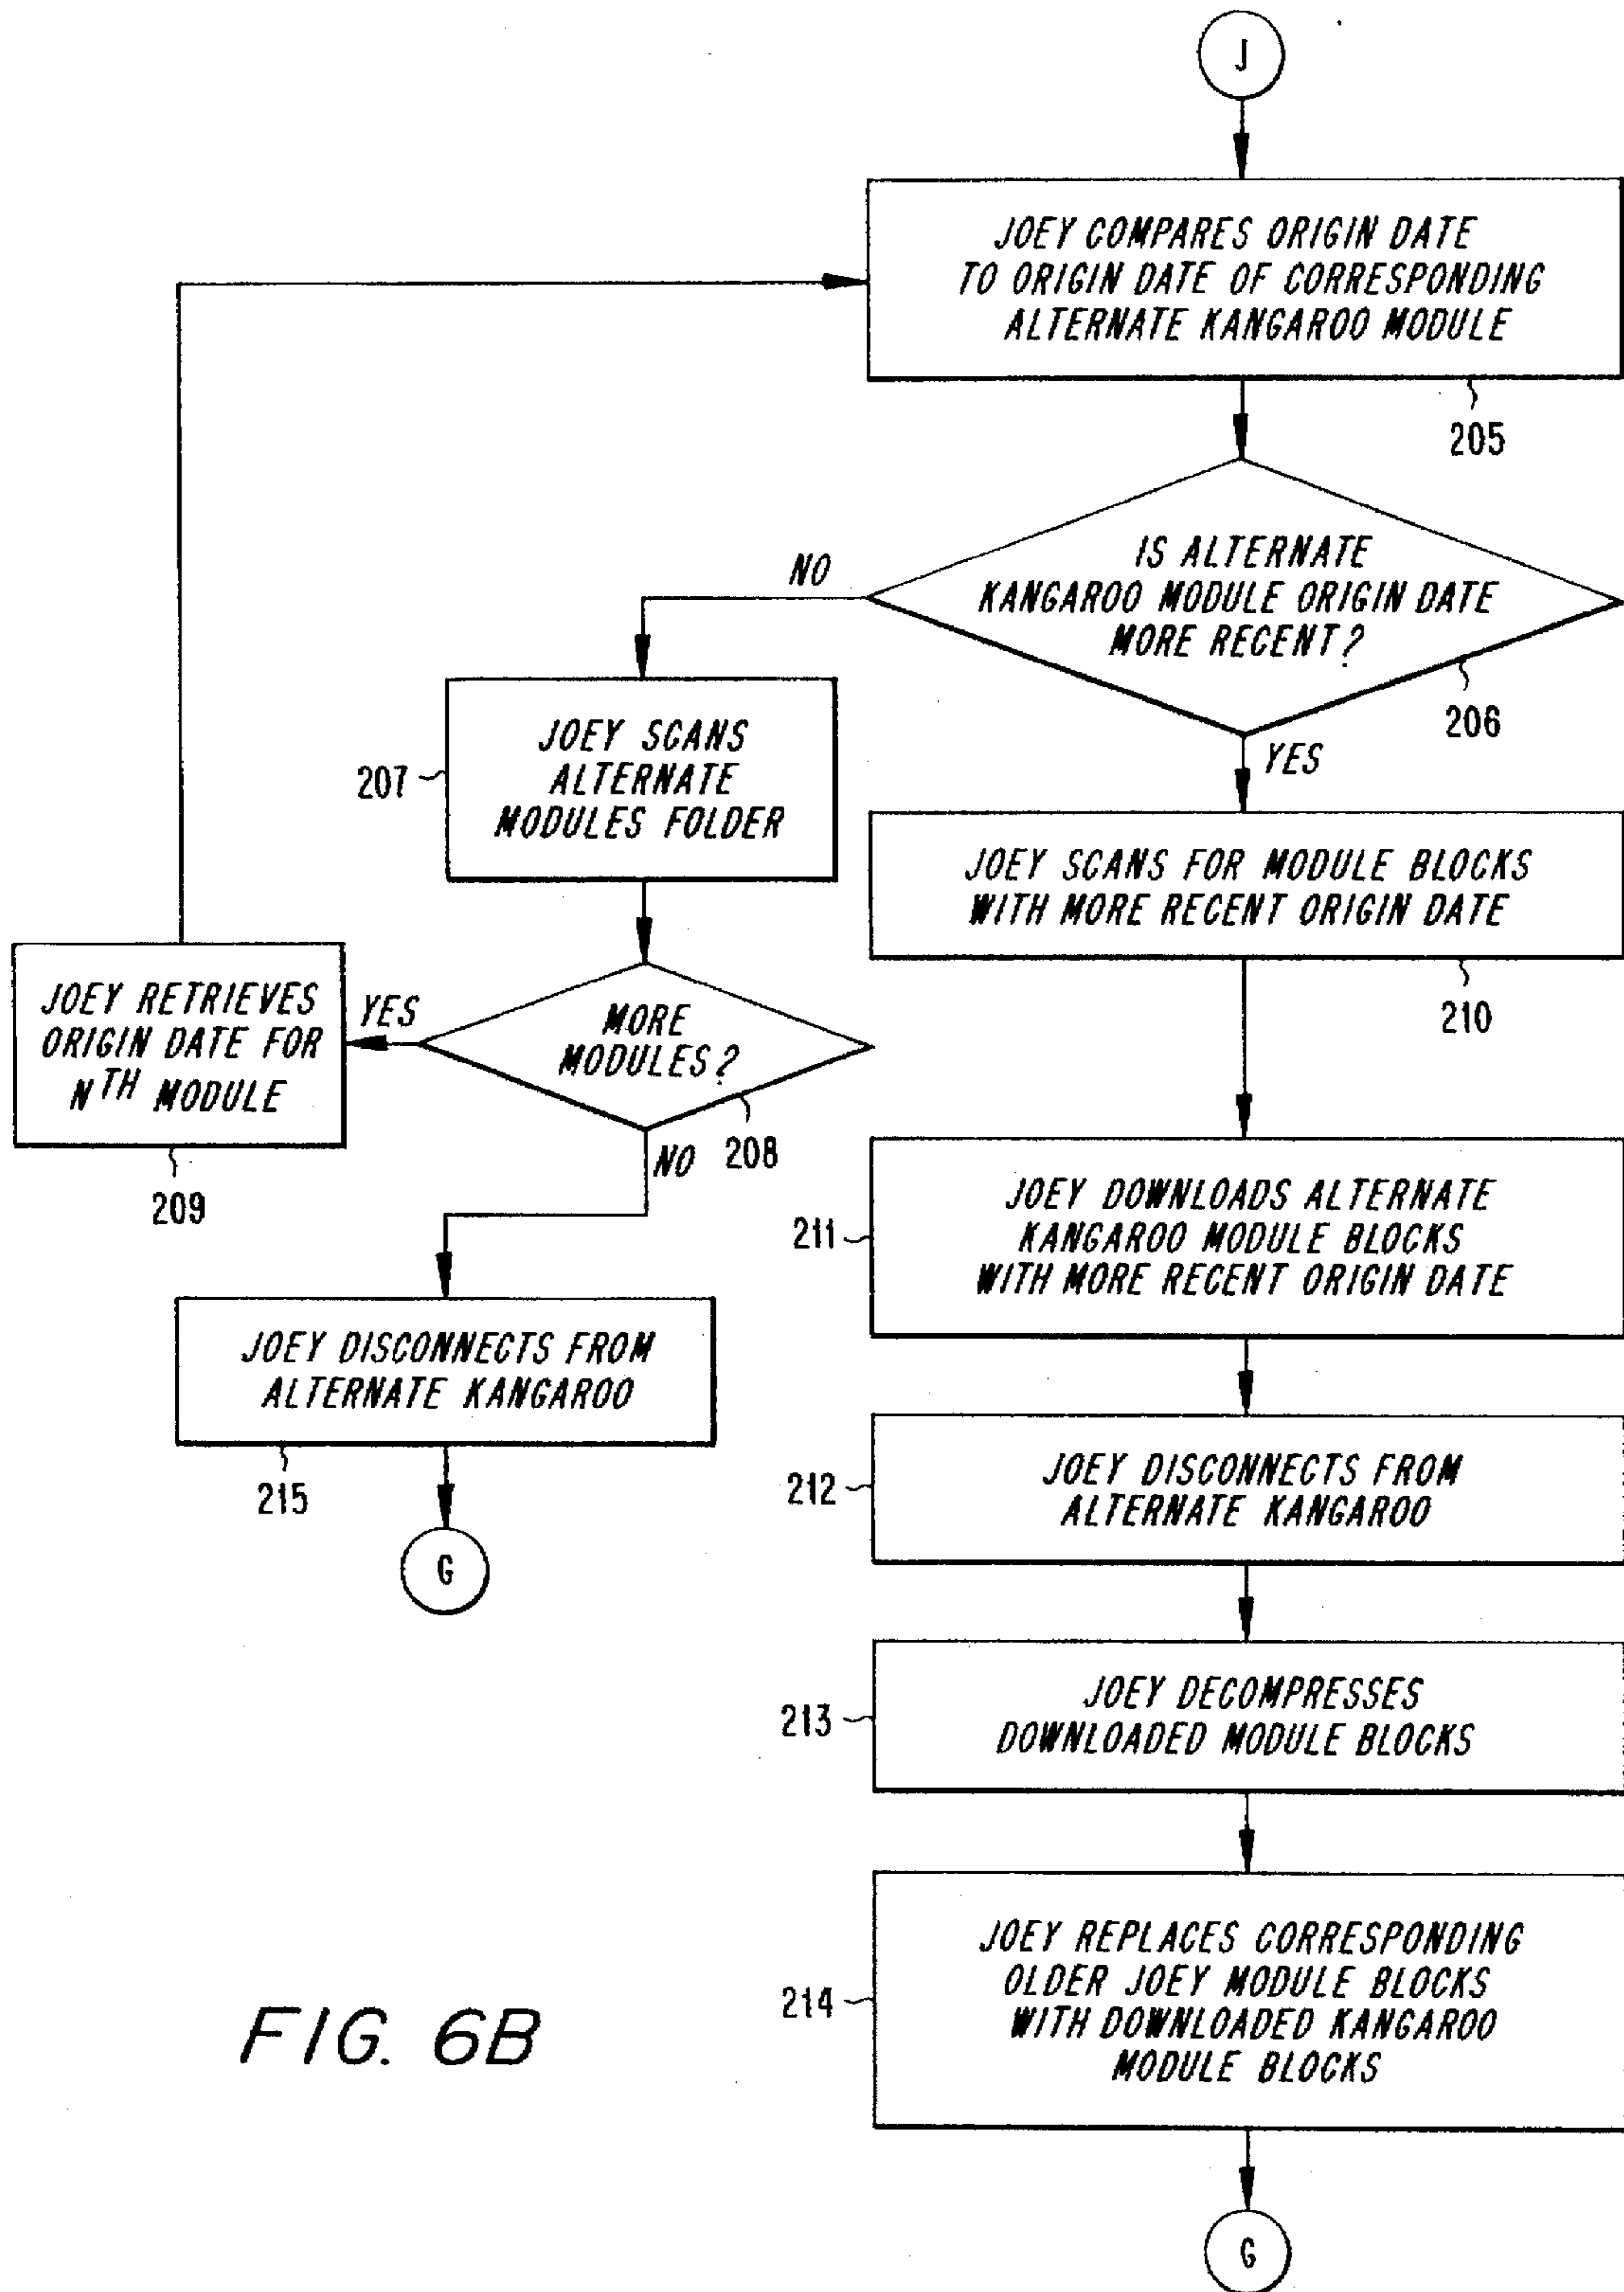 J
JOEY COMPARES ORIGIN DATE
TO ORIGIN DATE OF CORRESPONDING
ALTERNATE KANGAROO MODULE
205
IS ALTERNATE
KANGAROO MODULE ORIGIN DATE
MORE RECENT?
206
NO
YES
JOEY SCANS
ALTERNATE
MODULES FOLDER
207
MORE
MODULES?
208
YES
NO
JOEY RETRIEVES
ORIGIN DATE FOR
NTH MODULE
209
JOEY DISCONNECTS FROM
ALTERNATE KANGAROO
215
G
JOEY SCANS FOR MODULE BLOCKS
WITH MORE RECENT ORIGIN DATE
210
JOEY DOWNLOADS ALTERNATE
KANGAROO MODULE BLOCKS
WITH MORE RECENT ORIGIN DATE
211
JOEY DISCONNECTS FROM
ALTERNATE KANGAROO
212
JOEY DECOMPRESSES
DOWNLOADED MODULE BLOCKS
213
JOEY REPLACES CORRESPONDING
OLDER JOEY MODULE BLOCKS
WITH DOWNLOADED KANGAROO
MODULE BLOCKS
214
G
FIG. 6B